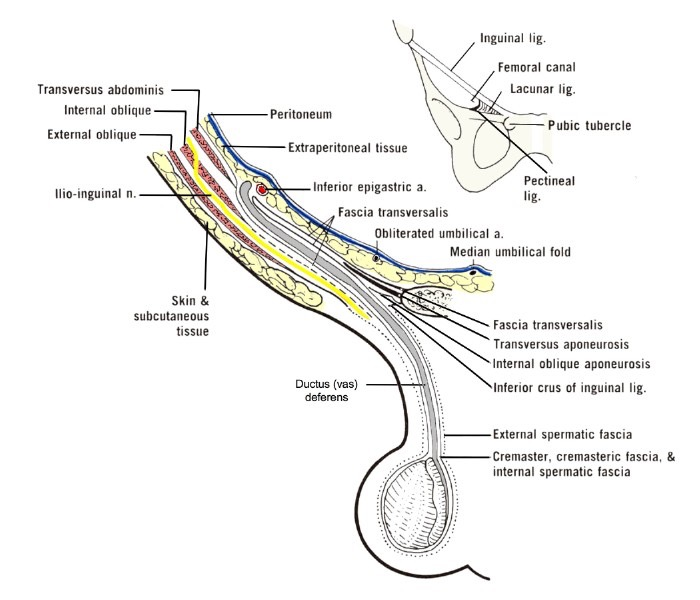 Inguinal lig.
Femoral canal
Lacunar lig.
Pubic tubercle
Pectineal
lig.
Transversus abdominis
Internal oblique
External oblique
Ilio-inguinal n.
Skin &
subcutaneous
tissue
Peritoneum
Extraperitoneal tissue
Inferior epigastric a.
Fascia transversalis
Obliterated umbilical a.
Median umbilical fold
Fascia transversalis
Transversus aponeurosis
Internal oblique aponeurosis
Inferior crus of inguinal lig.
Ductus (vas)
deferens
External spermatic fascia
Cremaster, cremasteric fascia, &
internal spermatic fascia